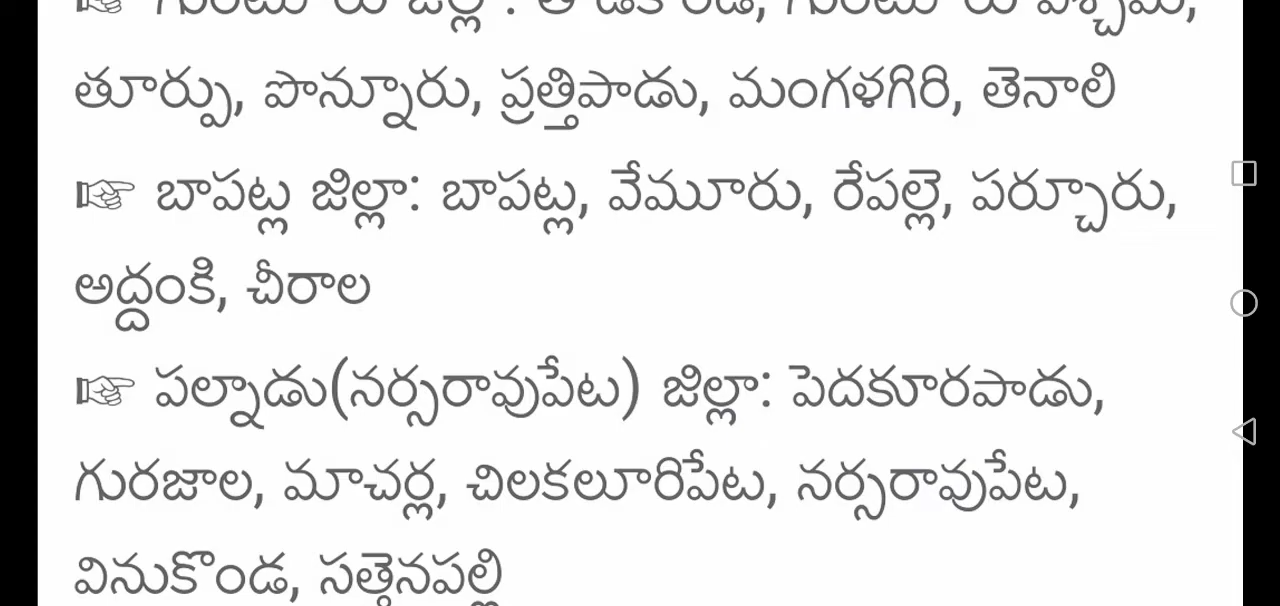 ☞ గుంటూరు జిల్లా: తాడికొండ, గుంటూరు పశ్చిమ,
తూర్పు, పొన్నూరు, ప్రత్తిపాడు, మంగళగిరి, తెనాలి
☞ బాపట్ల జిల్లా: బాపట్ల, వేమూరు, రేపల్లె, పర్చూరు,
అద్దంకి, చీరాల
☞ పల్నాడు(నర్సరావుపేట) జిల్లా: పెదకూరపాడు,
గురజాల, మాచర్ల, చిలకలూరిపేట, నర్సరావుపేట,
వినుకొండ, సత్తెనపల్లి